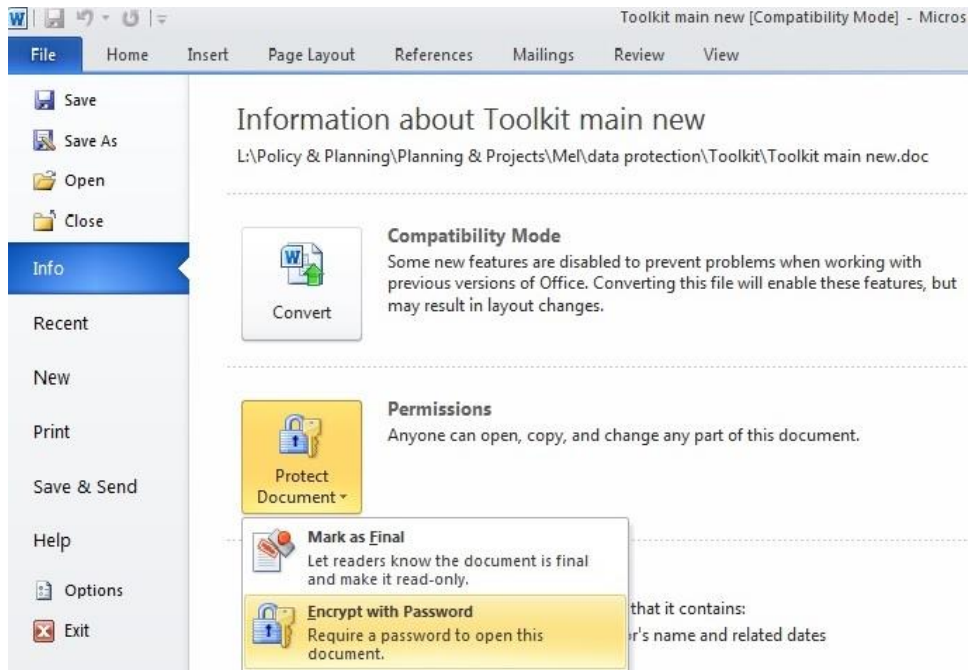 Toolkit main new [Compatibility Mode] - Micros
File Home Insert Page Layout References Mailings Review View
Save
Save As
Open
Close
Info
Recent
New
Print
Save & Send
Help
Options
Exit
Information about Toolkit main new
L:\Policy & Planning\Planning & Projects\Mel\data protection\Toolkit\Toolkit main new.doc
Convert
Compatibility Mode
Some new features are disabled to prevent problems when working with
previous versions of Office. Converting this file will enable these features, but
may result in layout changes.
Protect
Document
Permissions
Anyone can open, copy, and change any part of this document.
Mark as Final
Let readers know the document is final
and make it read-only.
Encrypt with Password
Require a password to open this
document.
that it contains:
r's name and related dates